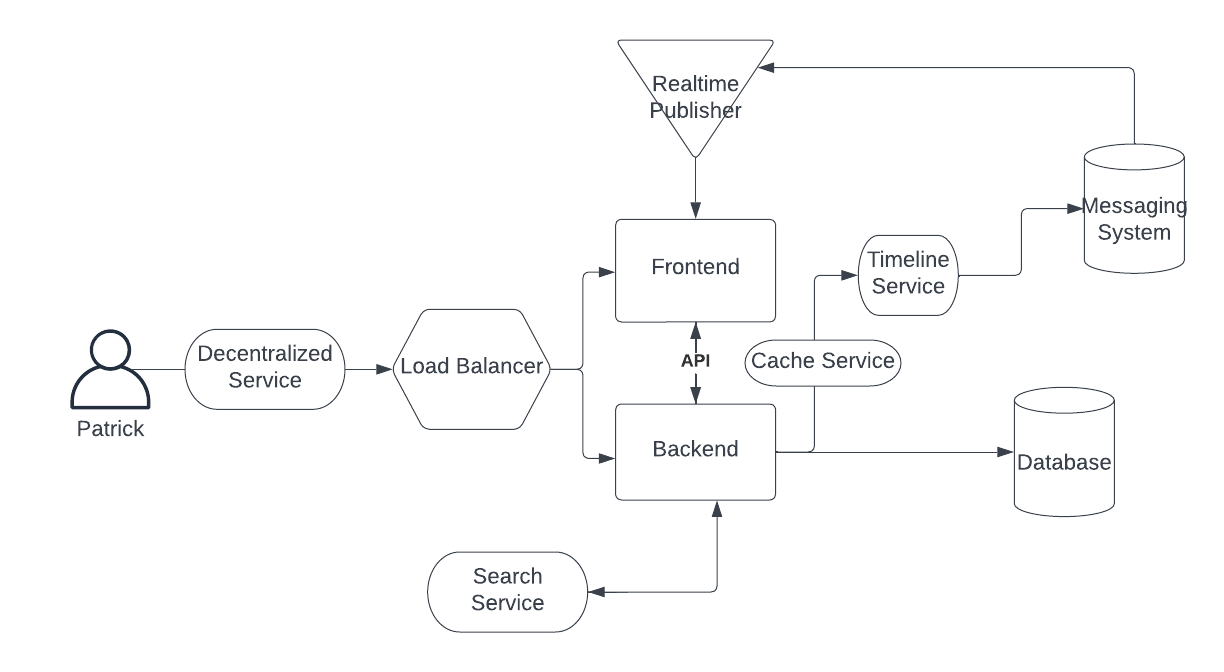 Realtime
Publisher
Messaging
System
Frontend
Timeline
Service
Decentralized
Service
Load Balancer
API
Cache Service
Patrick
Backend
Database
Search
Service